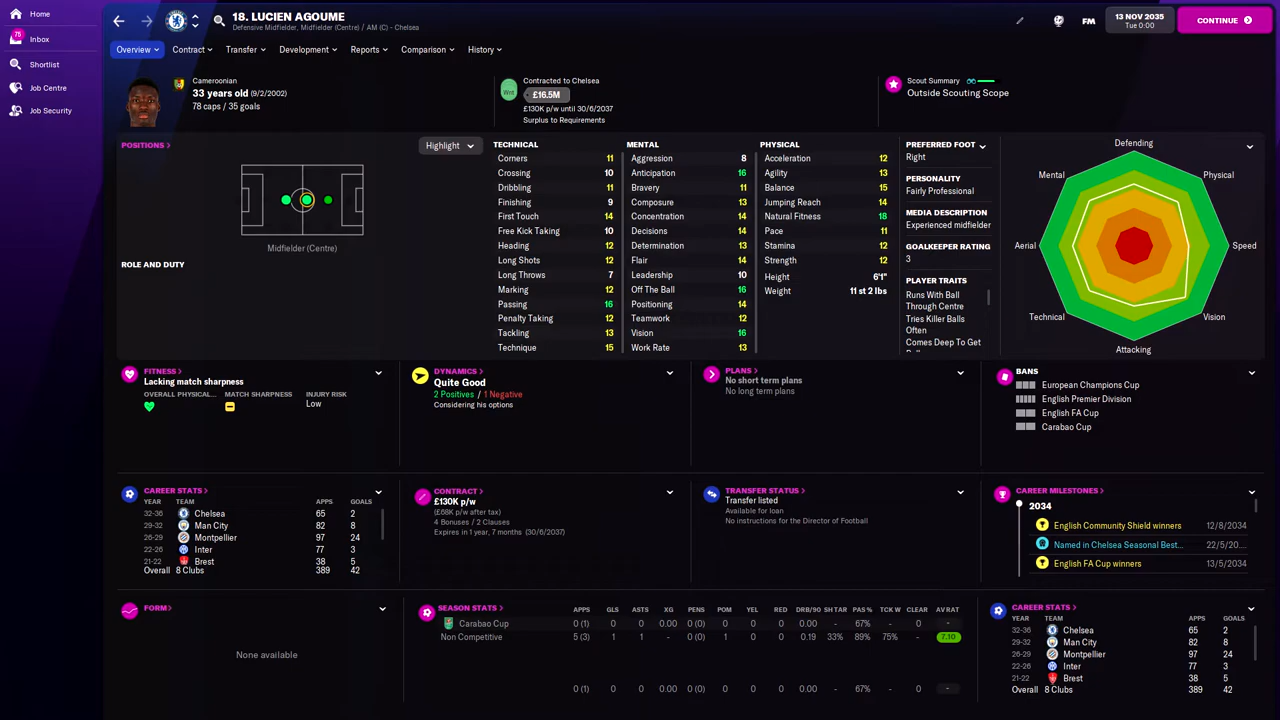 Home
75
Inbox
Shortlist
Job Centre
Job Security
18. LUCIEN AGOUME
Defensive Midfielder, Midfielder (Centre) / AM (C) - Chelsea
FM
13 NOV 2035
Tue 0:00
CONTINUE
Overview
Contract
Transfer
Development
Reports
Comparison
History
Cameroonian
33 years old (9/2/2002)
78 caps / 35 goals
Wnt
Contracted to Chelsea
£16.5M
£130K p/w until 30/6/2037
Surplus to Requirements
Scout Summary
Outside Scouting Scope
POSITIONS >
Highlight
Midfielder (Centre)
ROLE AND DUTY
TECHNICAL
Corners 11
Crossing 10
Dribbling 11
Finishing 9
First Touch 14
Free Kick Taking 10
Heading 12
Long Shots 12
Long Throws 7
Marking 12
Passing 16
Penalty Taking 12
Tackling 13
Technique 15
MENTAL
Aggression 8
Anticipation 16
Bravery 11
Composure 13
Concentration 14
Decisions 14
Determination 13
Flair 14
Leadership 10
Off The Ball 16
Positioning 14
Teamwork 12
Vision 16
Work Rate 13
PHYSICAL
Acceleration 12
Agility 13
Balance 15
Jumping Reach 14
Natural Fitness 18
Pace 11
Stamina 12
Strength 12
Height 6'1"
Weight 11 st 2 lbs
PREFERRED FOOT
Right
PERSONALITY
Fairly Professional
MEDIA DESCRIPTION
Experienced midfielder
GOALKEEPER RATING
3
PLAYER TRAITS
Runs With Ball
Through Centre
Tries Killer Balls
Often
Comes Deep To Get
Defending
Physical
Speed
Vision
Attacking
Technical
Aerial
Mental
FITNESS >
Lacking match sharpness
OVERALL PHYSICAL... MATCH SHARPNESS INJURY RISK
Low
DYNAMICS >
Quite Good
2 Positives / 1 Negative
Considering his options
PLANS >
No short term plans
No long term plans
BANS
European Champions Cup
English Premier Division
English FA Cup
Carabao Cup
CAREER STATS >
YEAR TEAM APPS GOALS
32-36 Chelsea 65 2
29-32 Man City 82 8
26-29 Montpellier 97 24
22-26 Inter 77 3
21-22 Brest 38 5
Overall 8 Clubs 389 42
CONTRACT >
£130K p/w
(£68K p/w after tax)
4 Bonuses / 2 Clauses
Expires in 1 year, 7 months (30/6/2037)
TRANSFER STATUS >
Transfer listed
Available for loan
No instructions for the Director of Football
CAREER MILESTONES >
2034
English Community Shield winners 12/8/2034
Named in Chelsea Seasonal Best... 22/5/20...
English FA Cup winners 13/5/2034
FORM >
None available
SEASON STATS > APPS GLS ASTS XG PENS POM YEL RED DRB/90 SH TAR PAS % TCK W CLEAR AV RAT
Carabao Cup 0 (1) 0 0 0.00 0 (0) 0 0 0 0.00 - 67% - 0 -
Non Competitive 5 (3) 1 1 - 0 (0) 1 0 0 0.19 33% 89% 75% - 7.10
0 (1) 0 0 0.00 0 (0) 0 0 0 0.00 - 67% - 0 -
CAREER STATS >
YEAR TEAM APPS GOALS
32-36 Chelsea 65 2
29-32 Man City 82 8
26-29 Montpellier 97 24
22-26 Inter 77 3
21-22 Brest 38 5
Overall 8 Clubs 389 42